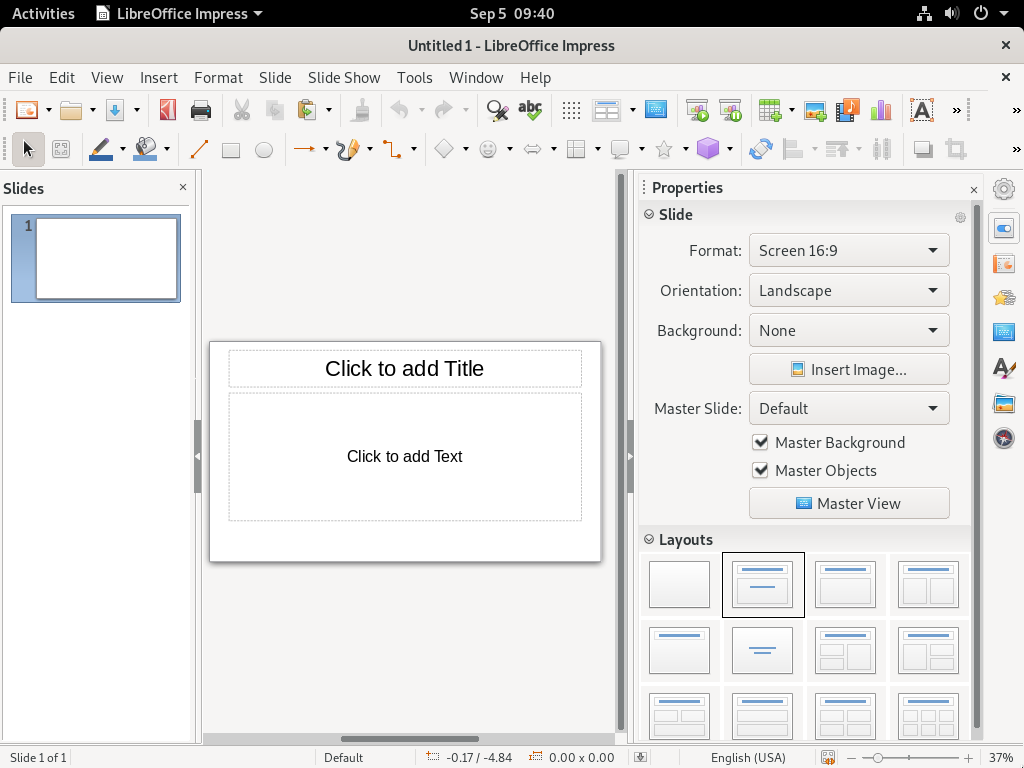 Activities LibreOffice Impress Sep 5 09:40
Untitled 1 - LibreOffice Impress
File Edit View Insert Format Slide Slide Show Tools Window Help
abc A
Slides
1
Click to add Title
Click to add Text
Properties
Slide
Format: Screen 16:9
Orientation: Landscape
Background: None
Insert Image...
Master Slide: Default
Master Background
Master Objects
Master View
Layouts
Slide 1 of 1 Default -0.17 / -4.84 0.00 x 0.00 English (USA) 37%